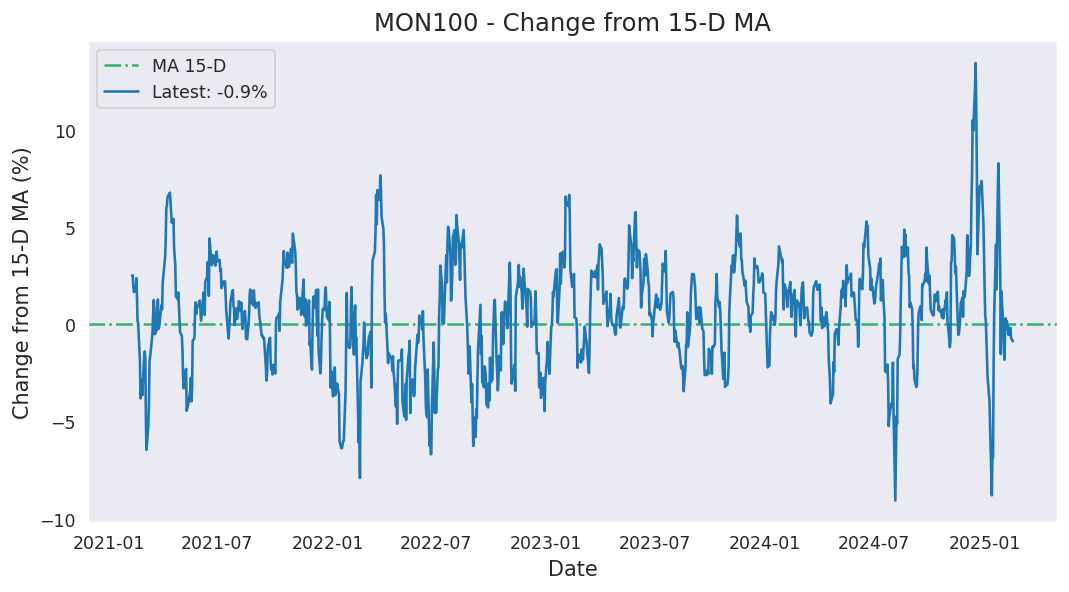 MON100 - Change from 15-D MA
MA 15-D
Latest: -0.9%
Change from 15-D MA (%)
10
5
0
−5
−10
2021-01 2021-07 2022-01 2022-07 2023-01 2023-07 2024-01 2024-07 2025-01
Date